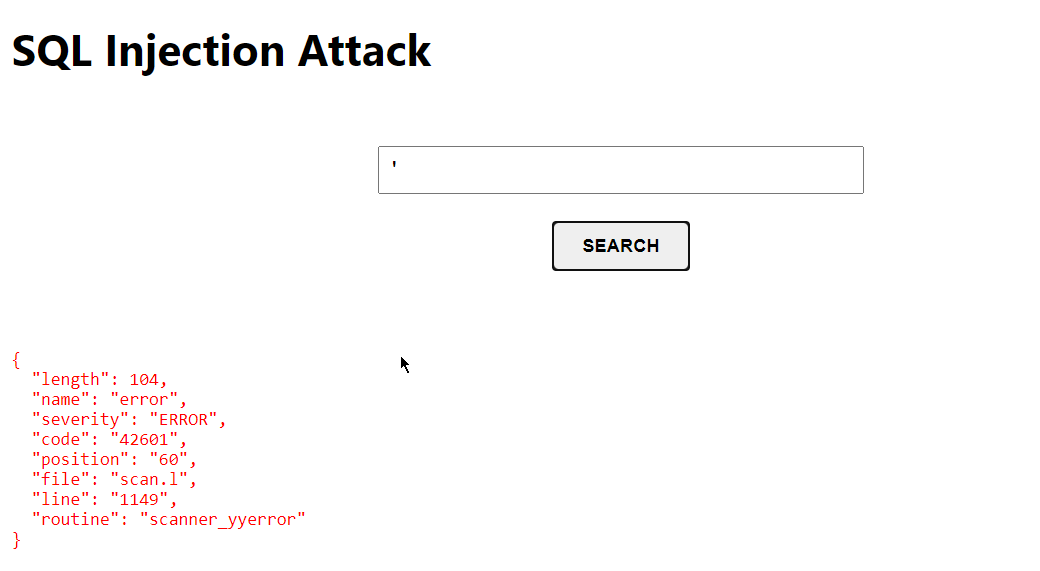 SQL Injection Attack
'
SEARCH
{
  "length": 104,
  "name": "error",
  "severity": "ERROR",
  "code": "42601",
  "position": "60",
  "file": "scan.l",
  "line": "1149",
  "routine": "scanner_yyerror"
}